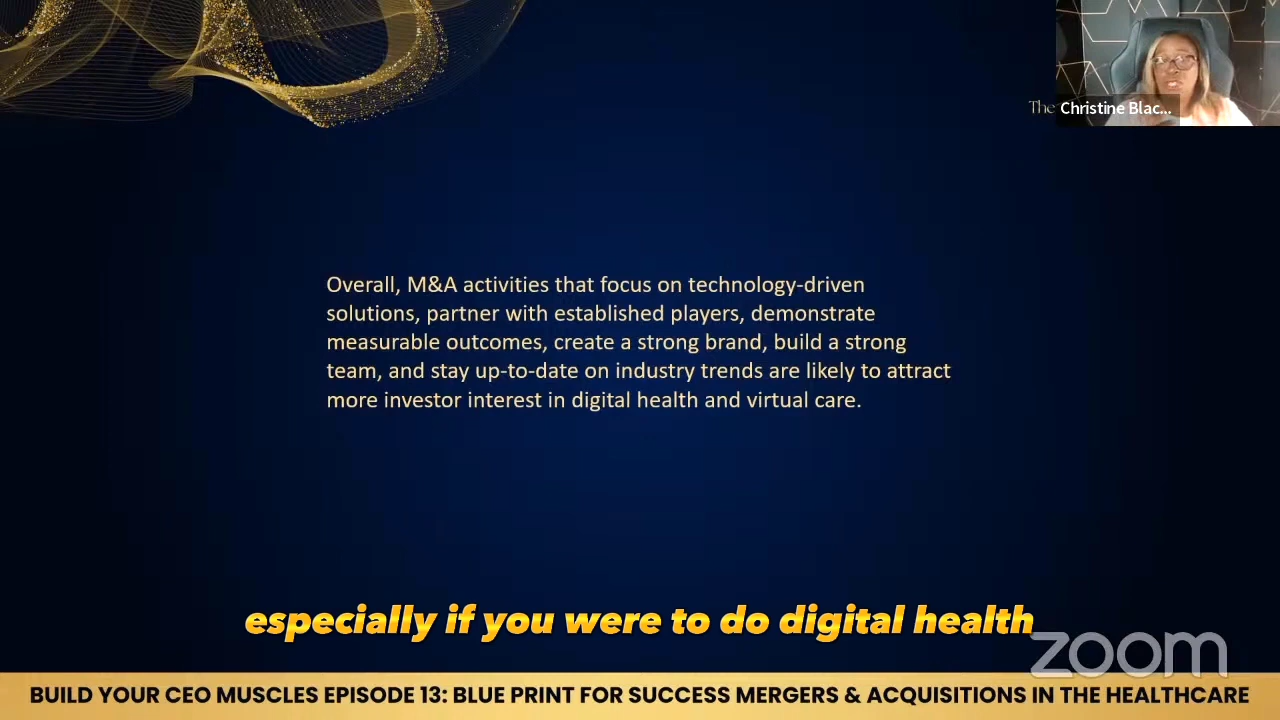 The Christine Blac...
Overall, M&A activities that focus on technology-driven
solutions, partner with established players, demonstrate
measurable outcomes, create a strong brand, build a strong
team, and stay up-to-date on industry trends are likely to attract
more investor interest in digital health and virtual care.
especially if you were to do digital health
zoom
BUILD YOUR CEO MUSCLES EPISODE 13: BLUE PRINT FOR SUCCESS MERGERS & ACQUISITIONS IN THE HEALTHCARE